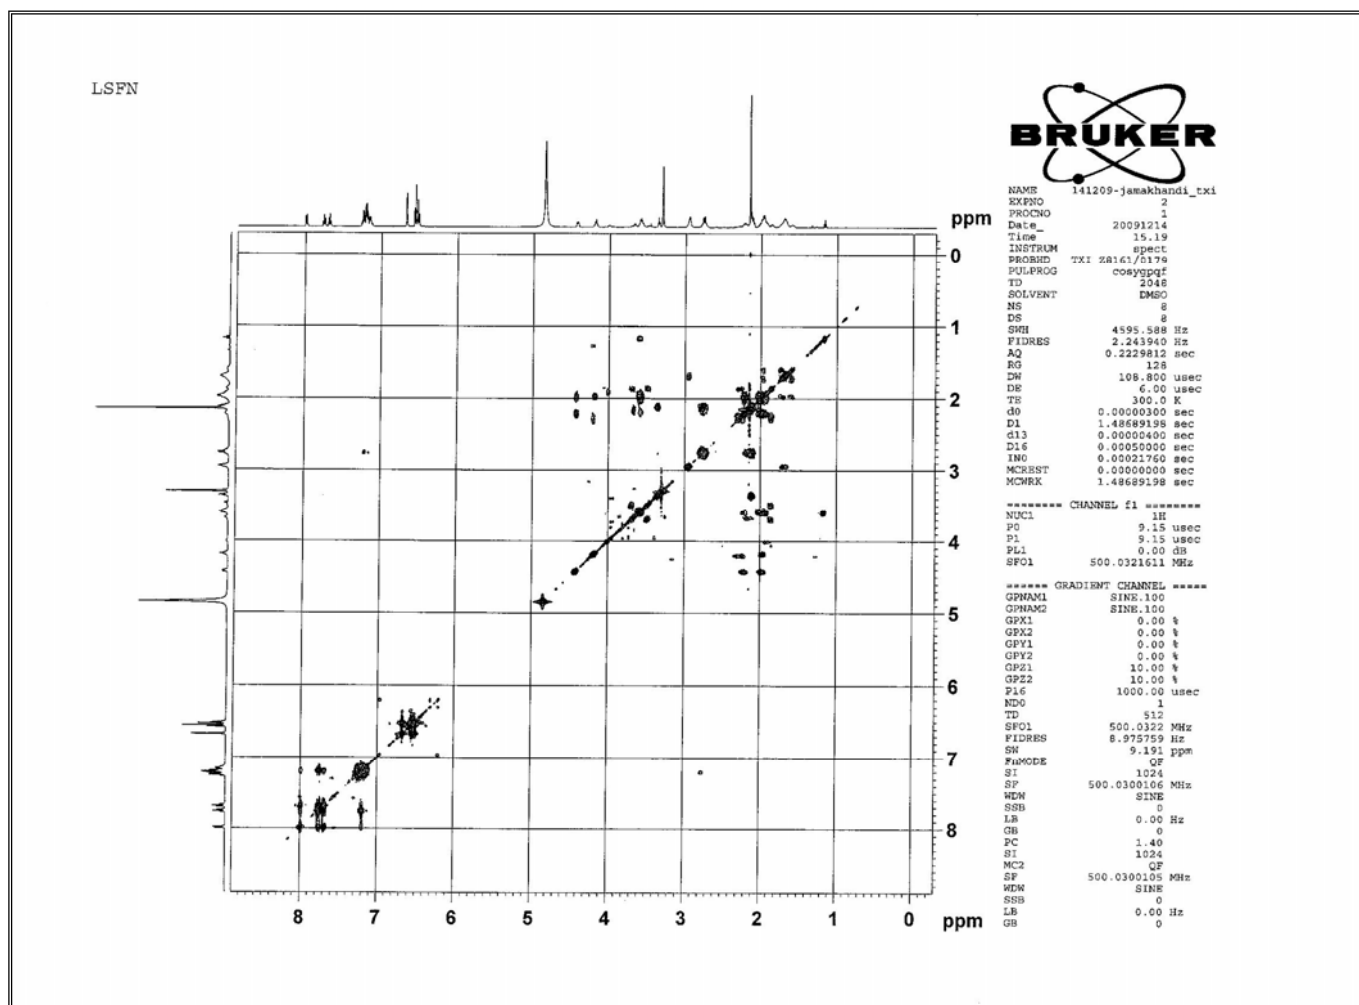 LSFN
BRUKER
NAME 141209-jamakhandi_txi
EXPNO 2
PROCNO 1
Date_ 20091214
Time 15.19
INSTRUM spect
PROBHD TXI Z8161/0179
PULPROG cosygpqf
TD 2048
SOLVENT DMSO
NS 8
DS 8
SWH 4595.588 Hz
FIDRES 2.243940 Hz
AQ 0.2229812 sec
RG 128
DW 108.800 usec
DE 6.00 usec
TE 300.0 K
d0 0.00000300 sec
D1 1.48689198 sec
d13 0.00000400 sec
D16 0.00050000 sec
IN0 0.00021760 sec
MCREST 0.00000000 sec
MCWRK 1.48689198 sec
======== CHANNEL f1 ========
NUC1 1H
P0 9.15 usec
P1 9.15 usec
PL1 0.00 dB
SFO1 500.0321611 MHz
====== GRADIENT CHANNEL =====
GPNAM1 SINE.100
GPNAM2 SINE.100
GPX1 0.00 %
GPX2 0.00 %
GPY1 0.00 %
GPY2 0.00 %
GPZ1 10.00 %
GPZ2 10.00 %
P16 1000.00 usec
ND0 1
TD 512
SFO1 500.0322 MHz
FIDRES 8.975759 Hz
SW 9.191 ppm
FnMODE QF
SI 1024
SF 500.0300106 MHz
WDW SINE
SSB 0
LB 0.00 Hz
GB 0
PC 1.40
SI 1024
MC2 QF
SF 500.0300105 MHz
WDW SINE
SSB 0
LB 0.00 Hz
GB 0
ppm
0
1
2
3
4
5
6
7
8
8 7 6 5 4 3 2 1 0 ppm